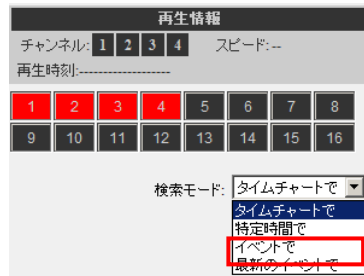 再生情報
チャンネル: 1 2 3 4 スピード:--
再生時刻:--------------------
1 2 3 4 5 6 7 8
9 10 11 12 13 14 15 16
検索モード: タイムチャートで
タイムチャートで
特定時間で
イベントで
最新のイベントで